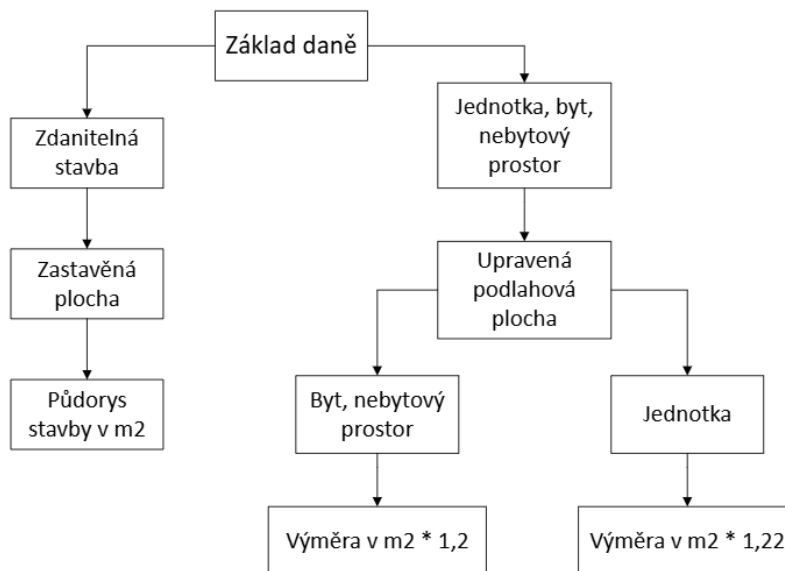 Základ daně
Zdanitelná
stavba
Zastavěná
plocha
Půdorys
stavby v m2
Jednotka, byt,
nebytový
prostor
Upravená
podlahová
plocha
Byt, nebytový
prostor
Výměra v m2 * 1,2
Jednotka
Výměra v m2 * 1,22